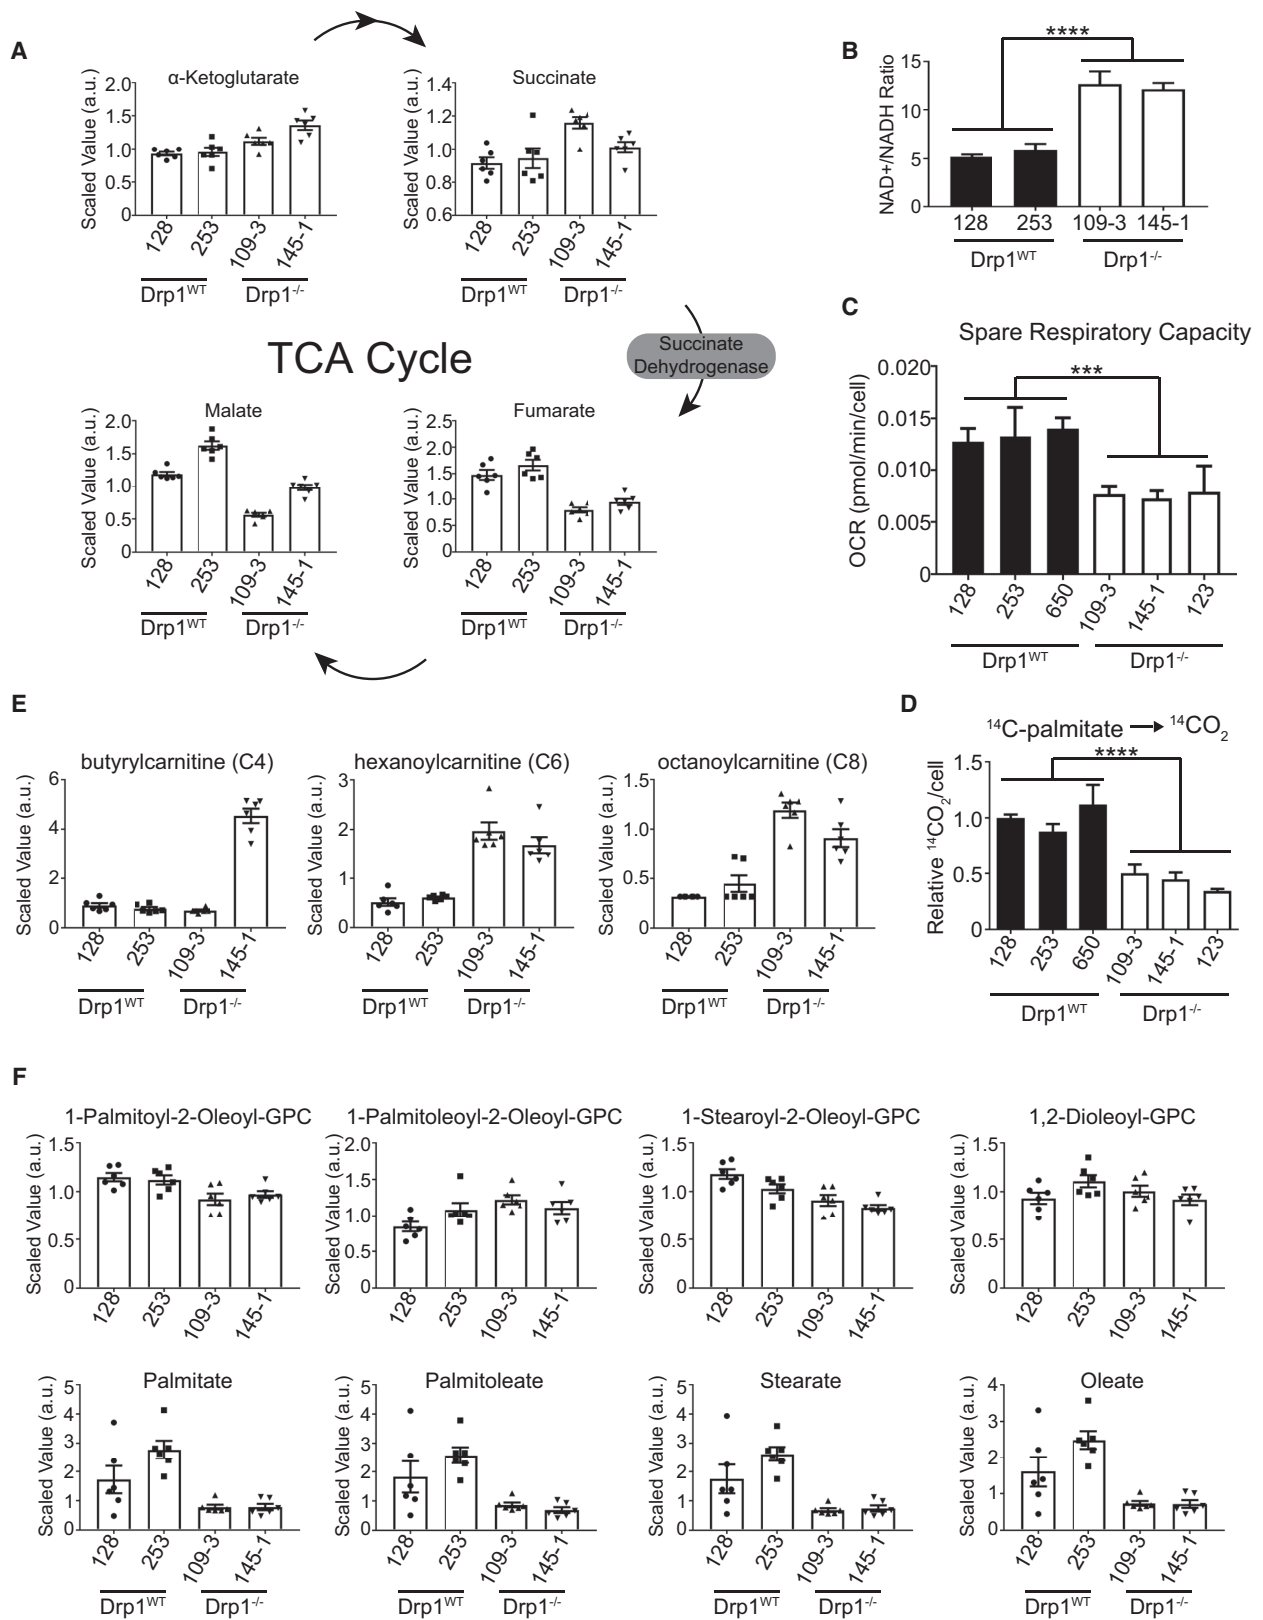 A
α-Ketoglutarate
Scaled Value (a.u.)
2.0
1.5
1.0
0.5
0
128
253
109-3
145-1
Drp1WT
Drp1-/-
Succinate
Scaled Value (a.u.)
1.4
1.2
1.0
0.8
0.6
128
253
109-3
145-1
Drp1WT
Drp1-/-
TCA Cycle
Succinate
Dehydrogenase
Malate
Scaled Value (a.u.)
2.0
1.5
1.0
0.5
0
128
253
109-3
145-1
Drp1WT
Drp1-/-
Fumarate
Scaled Value (a.u.)
2.5
2.0
1.5
1.0
0.5
0
128
253
109-3
145-1
Drp1WT
Drp1-/-
B
****
NAD+/NADH Ratio
15
10
5
0
128
253
109-3
145-1
Drp1WT
Drp1-/-
C
Spare Respiratory Capacity
***
OCR (pmol/min/cell)
0.020
0.015
0.010
0.005
0
128
253
650
109-3
145-1
123
Drp1WT
Drp1-/-
E
butyrylcarnitine (C4)
Scaled Value (a.u.)
6
4
2
0
128
253
109-3
145-1
Drp1WT
Drp1-/-
hexanoylcarnitine (C6)
Scaled Value (a.u.)
3
2
1
0
128
253
109-3
145-1
Drp1WT
Drp1-/-
octanoylcarnitine (C8)
Scaled Value (a.u.)
1.5
1.0
0.5
0
128
253
109-3
145-1
Drp1WT
Drp1-/-
D
14C-palmitate 14CO2
****
Relative 14CO2/cell
1.5
1.0
0.5
0
128
253
650
109-3
145-1
123
Drp1WT
Drp1-/-
F
1-Palmitoyl-2-Oleoyl-GPC
Scaled Value (a.u.)
1.5
1.0
0.5
0
128
253
109-3
145-1
1-Palmitoleoyl-2-Oleoyl-GPC
Scaled Value (a.u.)
2.0
1.5
1.0
0.5
0
128
253
109-3
145-1
1-Stearoyl-2-Oleoyl-GPC
Scaled Value (a.u.)
1.5
1.0
0.5
0
128
253
109-3
145-1
1,2-Dioleoyl-GPC
Scaled Value (a.u.)
1.5
1.0
0.5
0
128
253
109-3
145-1
Palmitate
Scaled Value (a.u.)
5
4
3
2
1
0
128
253
109-3
145-1
Drp1WT
Drp1-/-
Palmitoleate
Scaled Value (a.u.)
5
4
3
2
1
0
128
253
109-3
145-1
Drp1WT
Drp1-/-
Stearate
Scaled Value (a.u.)
5
4
3
2
1
0
128
253
109-3
145-1
Drp1WT
Drp1-/-
Oleate
Scaled Value (a.u.)
4
3
2
1
0
128
253
109-3
145-1
Drp1WT
Drp1-/-